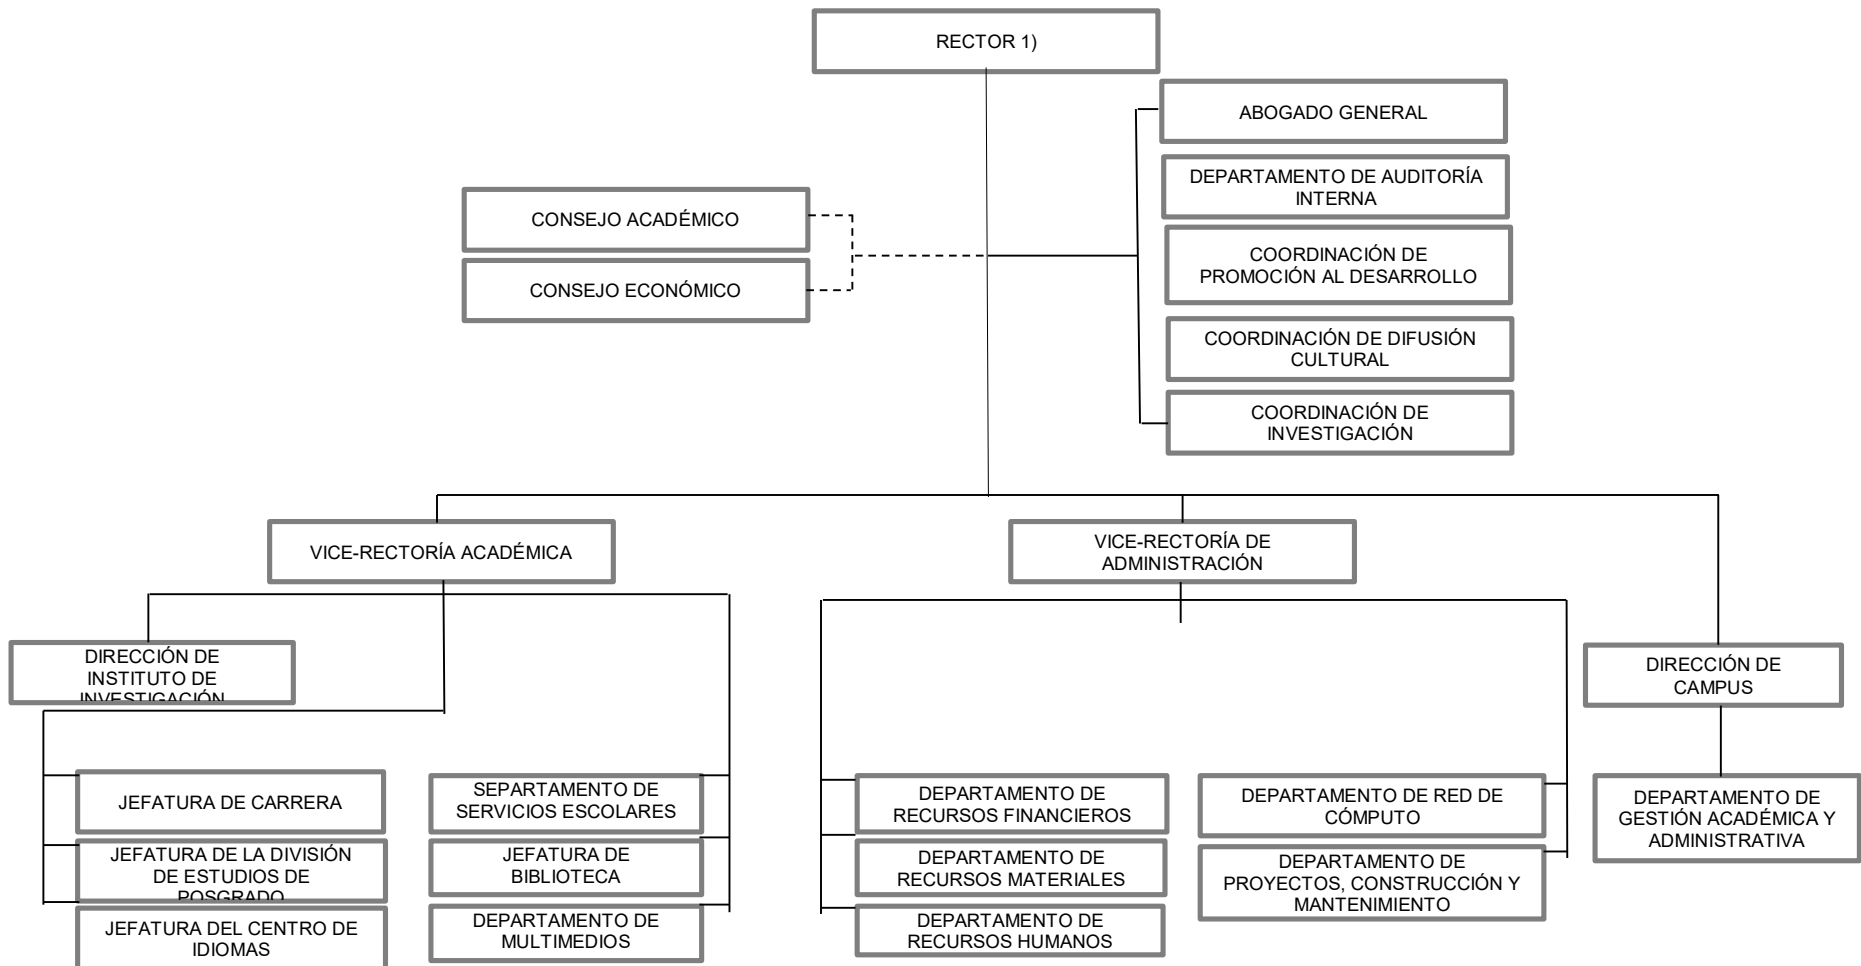 RECTOR 1)
ABOGADO GENERAL
DEPARTAMENTO DE AUDITORÍA
INTERNA
CONSEJO ACADÉMICO
CONSEJO ECONÓMICO
COORDINACIÓN DE
PROMOCIÓN AL DESARROLLO
COORDINACIÓN DE DIFUSIÓN
CULTURAL
COORDINACIÓN DE
INVESTIGACIÓN
VICE-RECTORÍA ACADÉMICA
VICE-RECTORÍA DE
ADMINISTRACIÓN
DIRECCIÓN DE
INSTITUTO DE
INVESTIGACIÓN
DIRECCIÓN DE
CAMPUS
JEFATURA DE CARRERA
JEFATURA DE LA DIVISIÓN
DE ESTUDIOS DE
POSGRADO
JEFATURA DEL CENTRO DE
IDIOMAS
SEPARTAMENTO DE
SERVICIOS ESCOLARES
JEFATURA DE
BIBLIOTECA
DEPARTAMENTO DE
MULTIMEDIOS
DEPARTAMENTO DE
RECURSOS FINANCIEROS
DEPARTAMENTO DE
RECURSOS MATERIALES
DEPARTAMENTO DE
RECURSOS HUMANOS
DEPARTAMENTO DE RED DE
CÓMPUTO
DEPARTAMENTO DE
PROYECTOS, CONSTRUCCIÓN Y
MANTENIMIENTO
DEPARTAMENTO DE
GESTIÓN ACADÉMICA Y
ADMINISTRATIVA